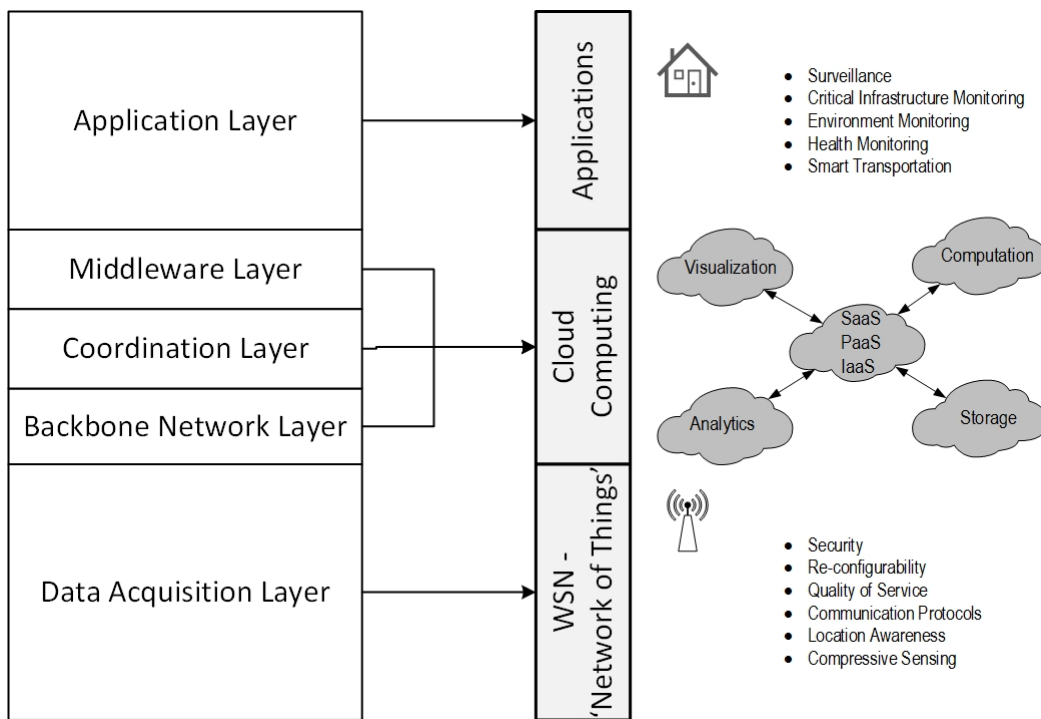 Application Layer
Middleware Layer
Coordination Layer
Backbone Network Layer
Data Acquisition Layer
Applications
Cloud
Computing
WSN -
'Network of Things'
• Surveillance
• Critical Infrastructure Monitoring
• Environment Monitoring
• Health Monitoring
• Smart Transportation
Visualization
Computation
SaaS
PaaS
IaaS
Analytics
Storage
• Security
• Re-configurability
• Quality of Service
• Communication Protocols
• Location Awareness
• Compressive Sensing